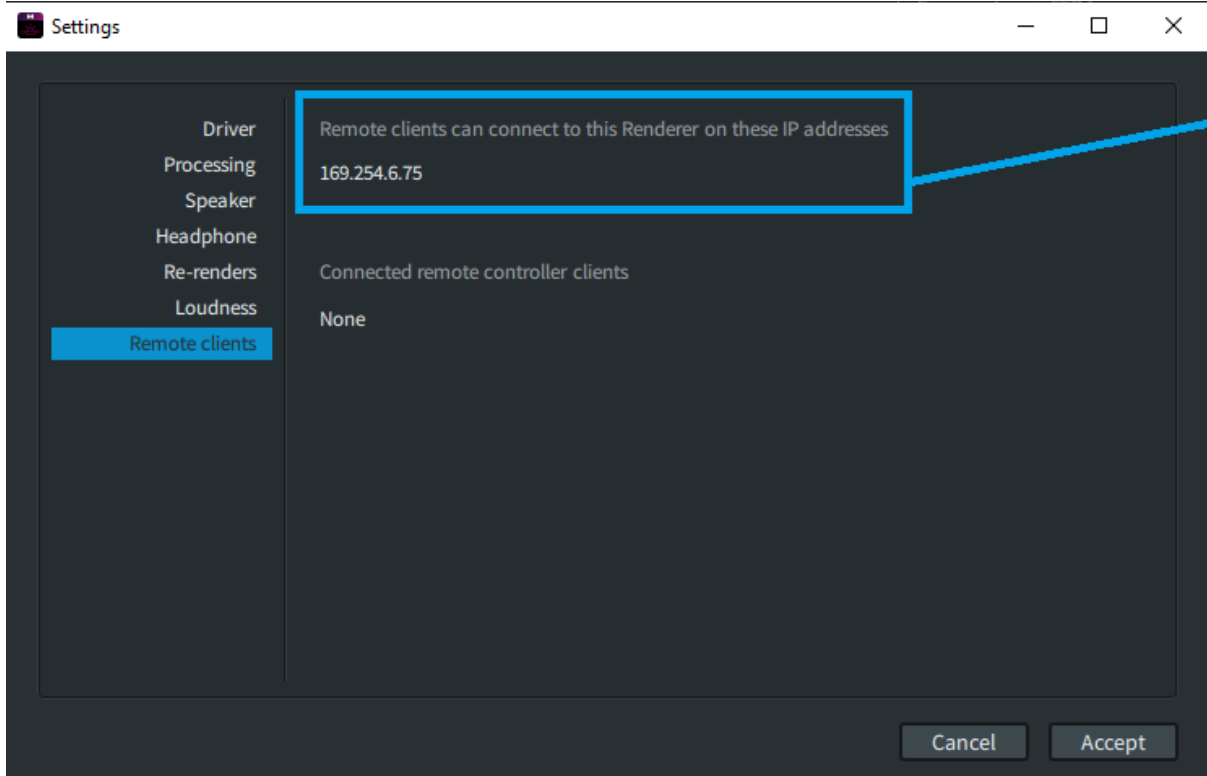 Settings
Driver
Processing
Speaker
Headphone
Re-renders
Loudness
Remote clients
Remote clients can connect to this Renderer on these IP addresses
169.254.6.75
Connected remote controller clients
None
Cancel
Accept